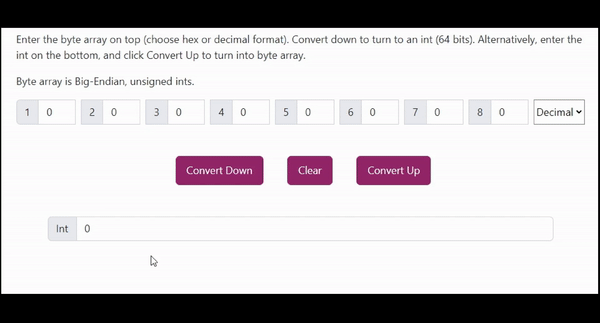 Enter the byte array on top (choose hex or decimal format). Convert down to turn to an int (64 bits). Alternatively, enter the
int on the bottom, and click Convert Up to turn into byte array.
Byte array is Big-Endian, unsigned ints.
1 0 2 0 3 0 4 0 5 0 6 0 7 0 8 0 Decimal
Convert Down Clear Convert Up
Int 0